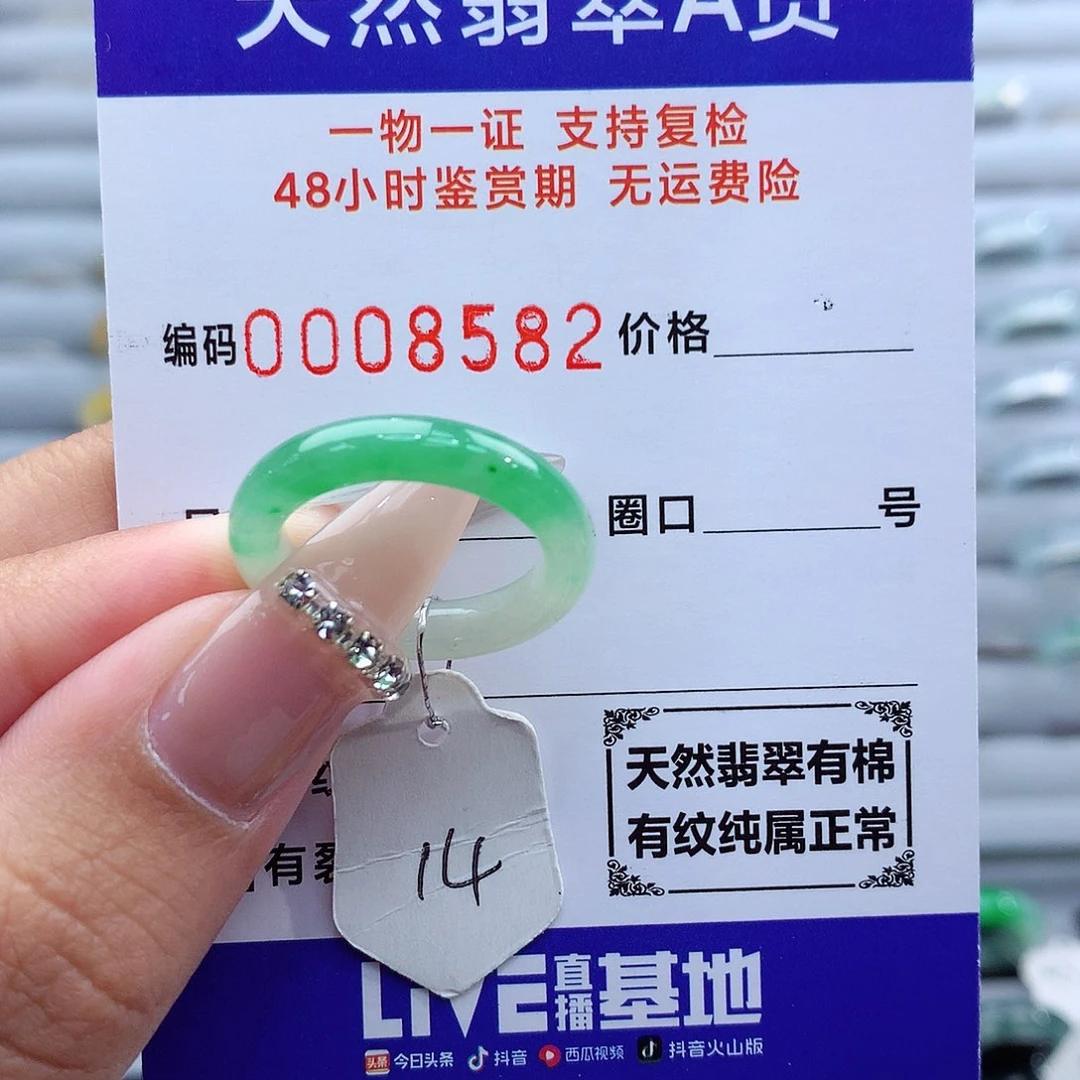 天然翡翠A货
一物一证 支持复检
48小时鉴赏期 无运费险
编码0008582 价格
圈口 号
天然翡翠有棉
有纹纯属正常
有裂
14
LIVE直播基地
头条 今日头条 抖音 西瓜视频 抖音火山版